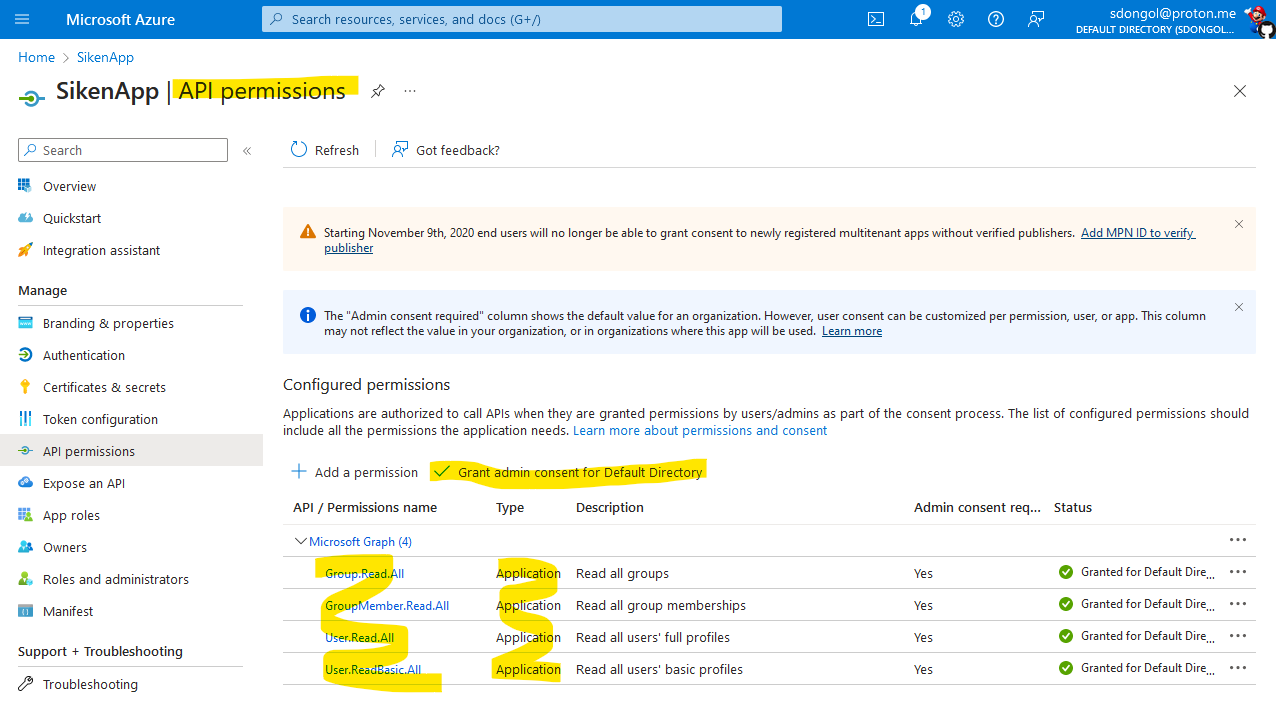 Microsoft Azure
Search resources, services, and docs (G+/)
1
sdongol@proton.me
DEFAULT DIRECTORY (SDONGOL...
Home > SikenApp
SikenApp | API permissions
...
Search
«
Refresh
Got feedback?
Overview
Quickstart
Integration assistant
Manage
Branding & properties
Authentication
Certificates & secrets
Token configuration
API permissions
Expose an API
App roles
Owners
Roles and administrators
Manifest
Support + Troubleshooting
Troubleshooting
Starting November 9th, 2020 end users will no longer be able to grant consent to newly registered multitenant apps without verified publishers. Add MPN ID to verify
publisher
The "Admin consent required" column shows the default value for an organization. However, user consent can be customized per permission, user, or app. This column
may not reflect the value in your organization, or in organizations where this app will be used. Learn more
Configured permissions
Applications are authorized to call APIs when they are granted permissions by users/admins as part of the consent process. The list of configured permissions should
include all the permissions the application needs. Learn more about permissions and consent
Add a permission
Grant admin consent for Default Directory
API / Permissions name Type Description Admin consent req... Status
Microsoft Graph (4) ...
Group.Read.All Application Read all groups Yes Granted for Default Dire... ...
GroupMember.Read.All Application Read all group memberships Yes Granted for Default Dire... ...
User.Read.All Application Read all users' full profiles Yes Granted for Default Dire... ...
User.ReadBasic.All Application Read all users' basic profiles Yes Granted for Default Dire... ...